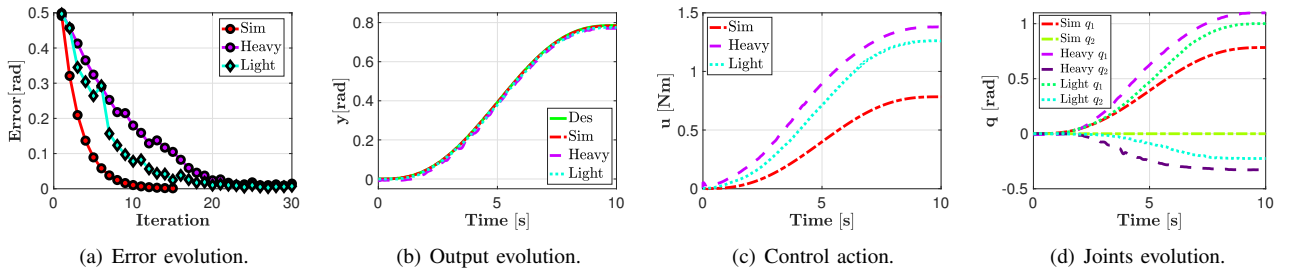 0.5
0.4
0.3
0.2
0.1
0
Error[rad]
0 10 20 30
Iteration
Sim
Heavy
Light
(a) Error evolution.
0.8
0.6
0.4
0.2
0
y[rad]
0 5 10
Time [s]
Des
Sim
Heavy
Light
(b) Output evolution.
1.5
1
0.5
0
u [Nm]
0 5 10
Time [s]
Sim
Heavy
Light
(c) Control action.
1
0.5
0
-0.5
q [rad]
0 5 10
Time [s]
Sim q₁
Sim q₂
Heavy q₁
Heavy q₂
Light q₁
Light q₂
(d) Joints evolution.